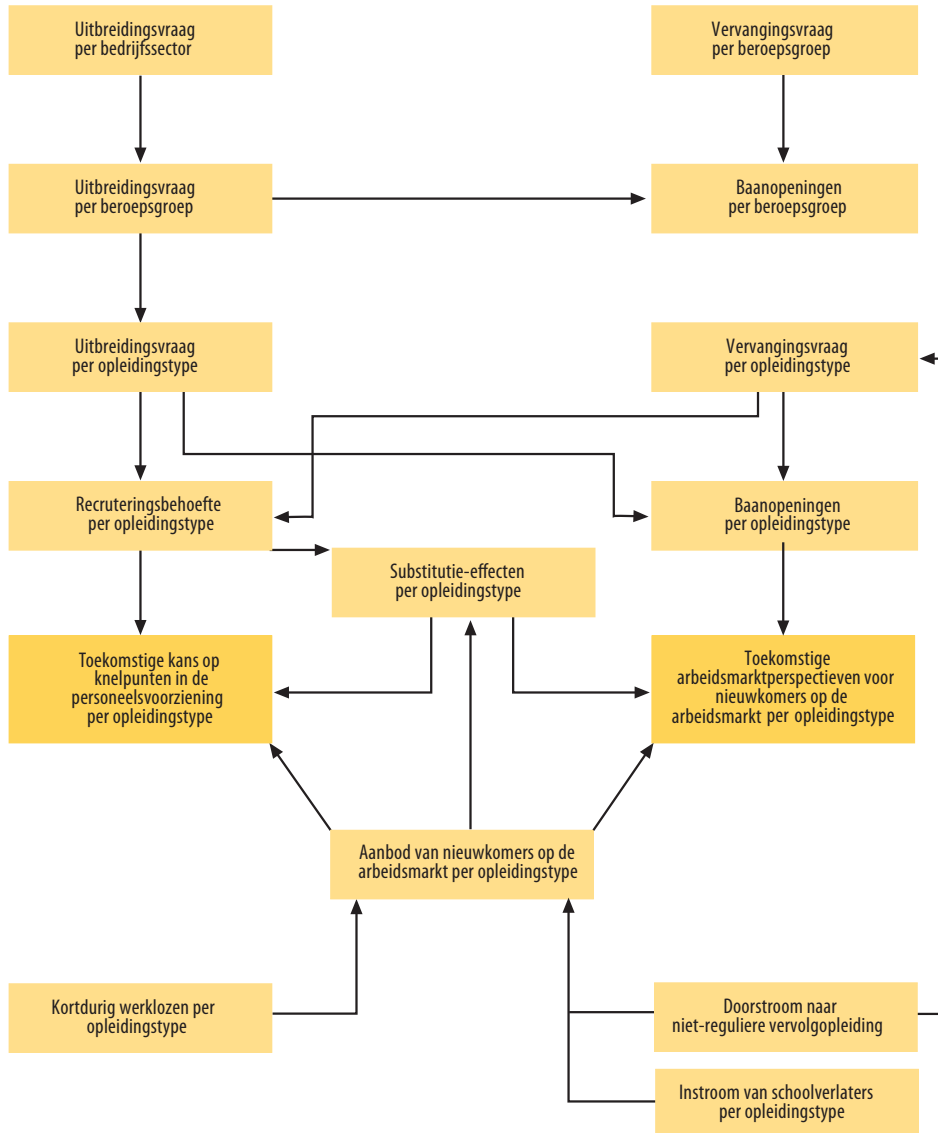 Uitbreidingsvraag
per bedrijfssector
Vervangingsvraag
per beroepsgroep
Uitbreidingsvraag
per beroepsgroep
Baanopeningen
per beroepsgroep
Uitbreidingsvraag
per opleidingstype
Vervangingsvraag
per opleidingstype
Recruteringsbehoefte
per opleidingstype
Baanopeningen
per opleidingstype
Substitutie-effecten
per opleidingstype
Toekomstige kans op
knelpunten in de
personeelsvoorziening
per opleidingstype
Toekomstige
arbeidsmarktperspectieven voor
nieuwkomers op de
arbeidsmarkt per opleidingstype
Aanbod van nieuwkomers op de
arbeidsmarkt per opleidingstype
Kortdurig werklozen per
opleidingstype
Doorstroom naar
niet-reguliere vervolgopleiding
Instroom van schoolverlaters
per opleidingstype